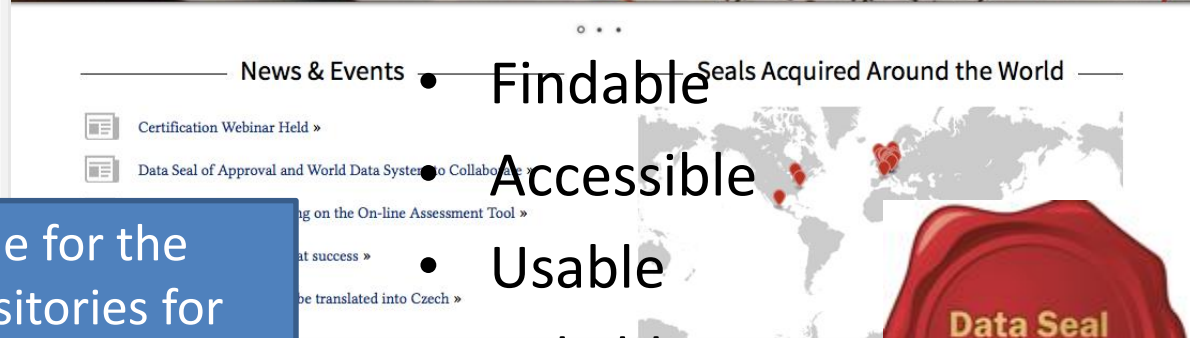 News & Events
Seals Acquired Around the World
Certification Webinar Held »
Data Seal of Approval and World Data System to Collaborate »
ng on the On-line Assessment Tool »
at success »
be translated into Czech »
• Findable
• Accessible
• Usable
e for the
sitories for
Data Seal